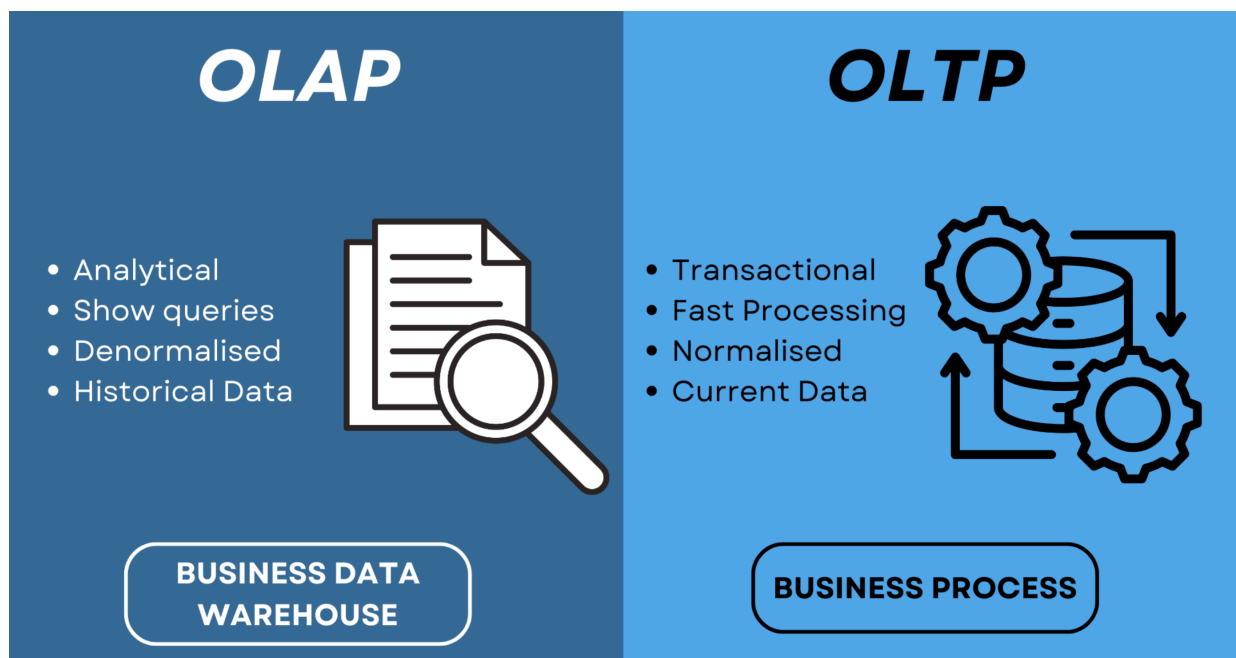 OLAP
• Analytical
• Show queries
• Denormalised
• Historical Data
BUSINESS DATA
WAREHOUSE
OLTP
• Transactional
• Fast Processing
• Normalised
• Current Data
BUSINESS PROCESS